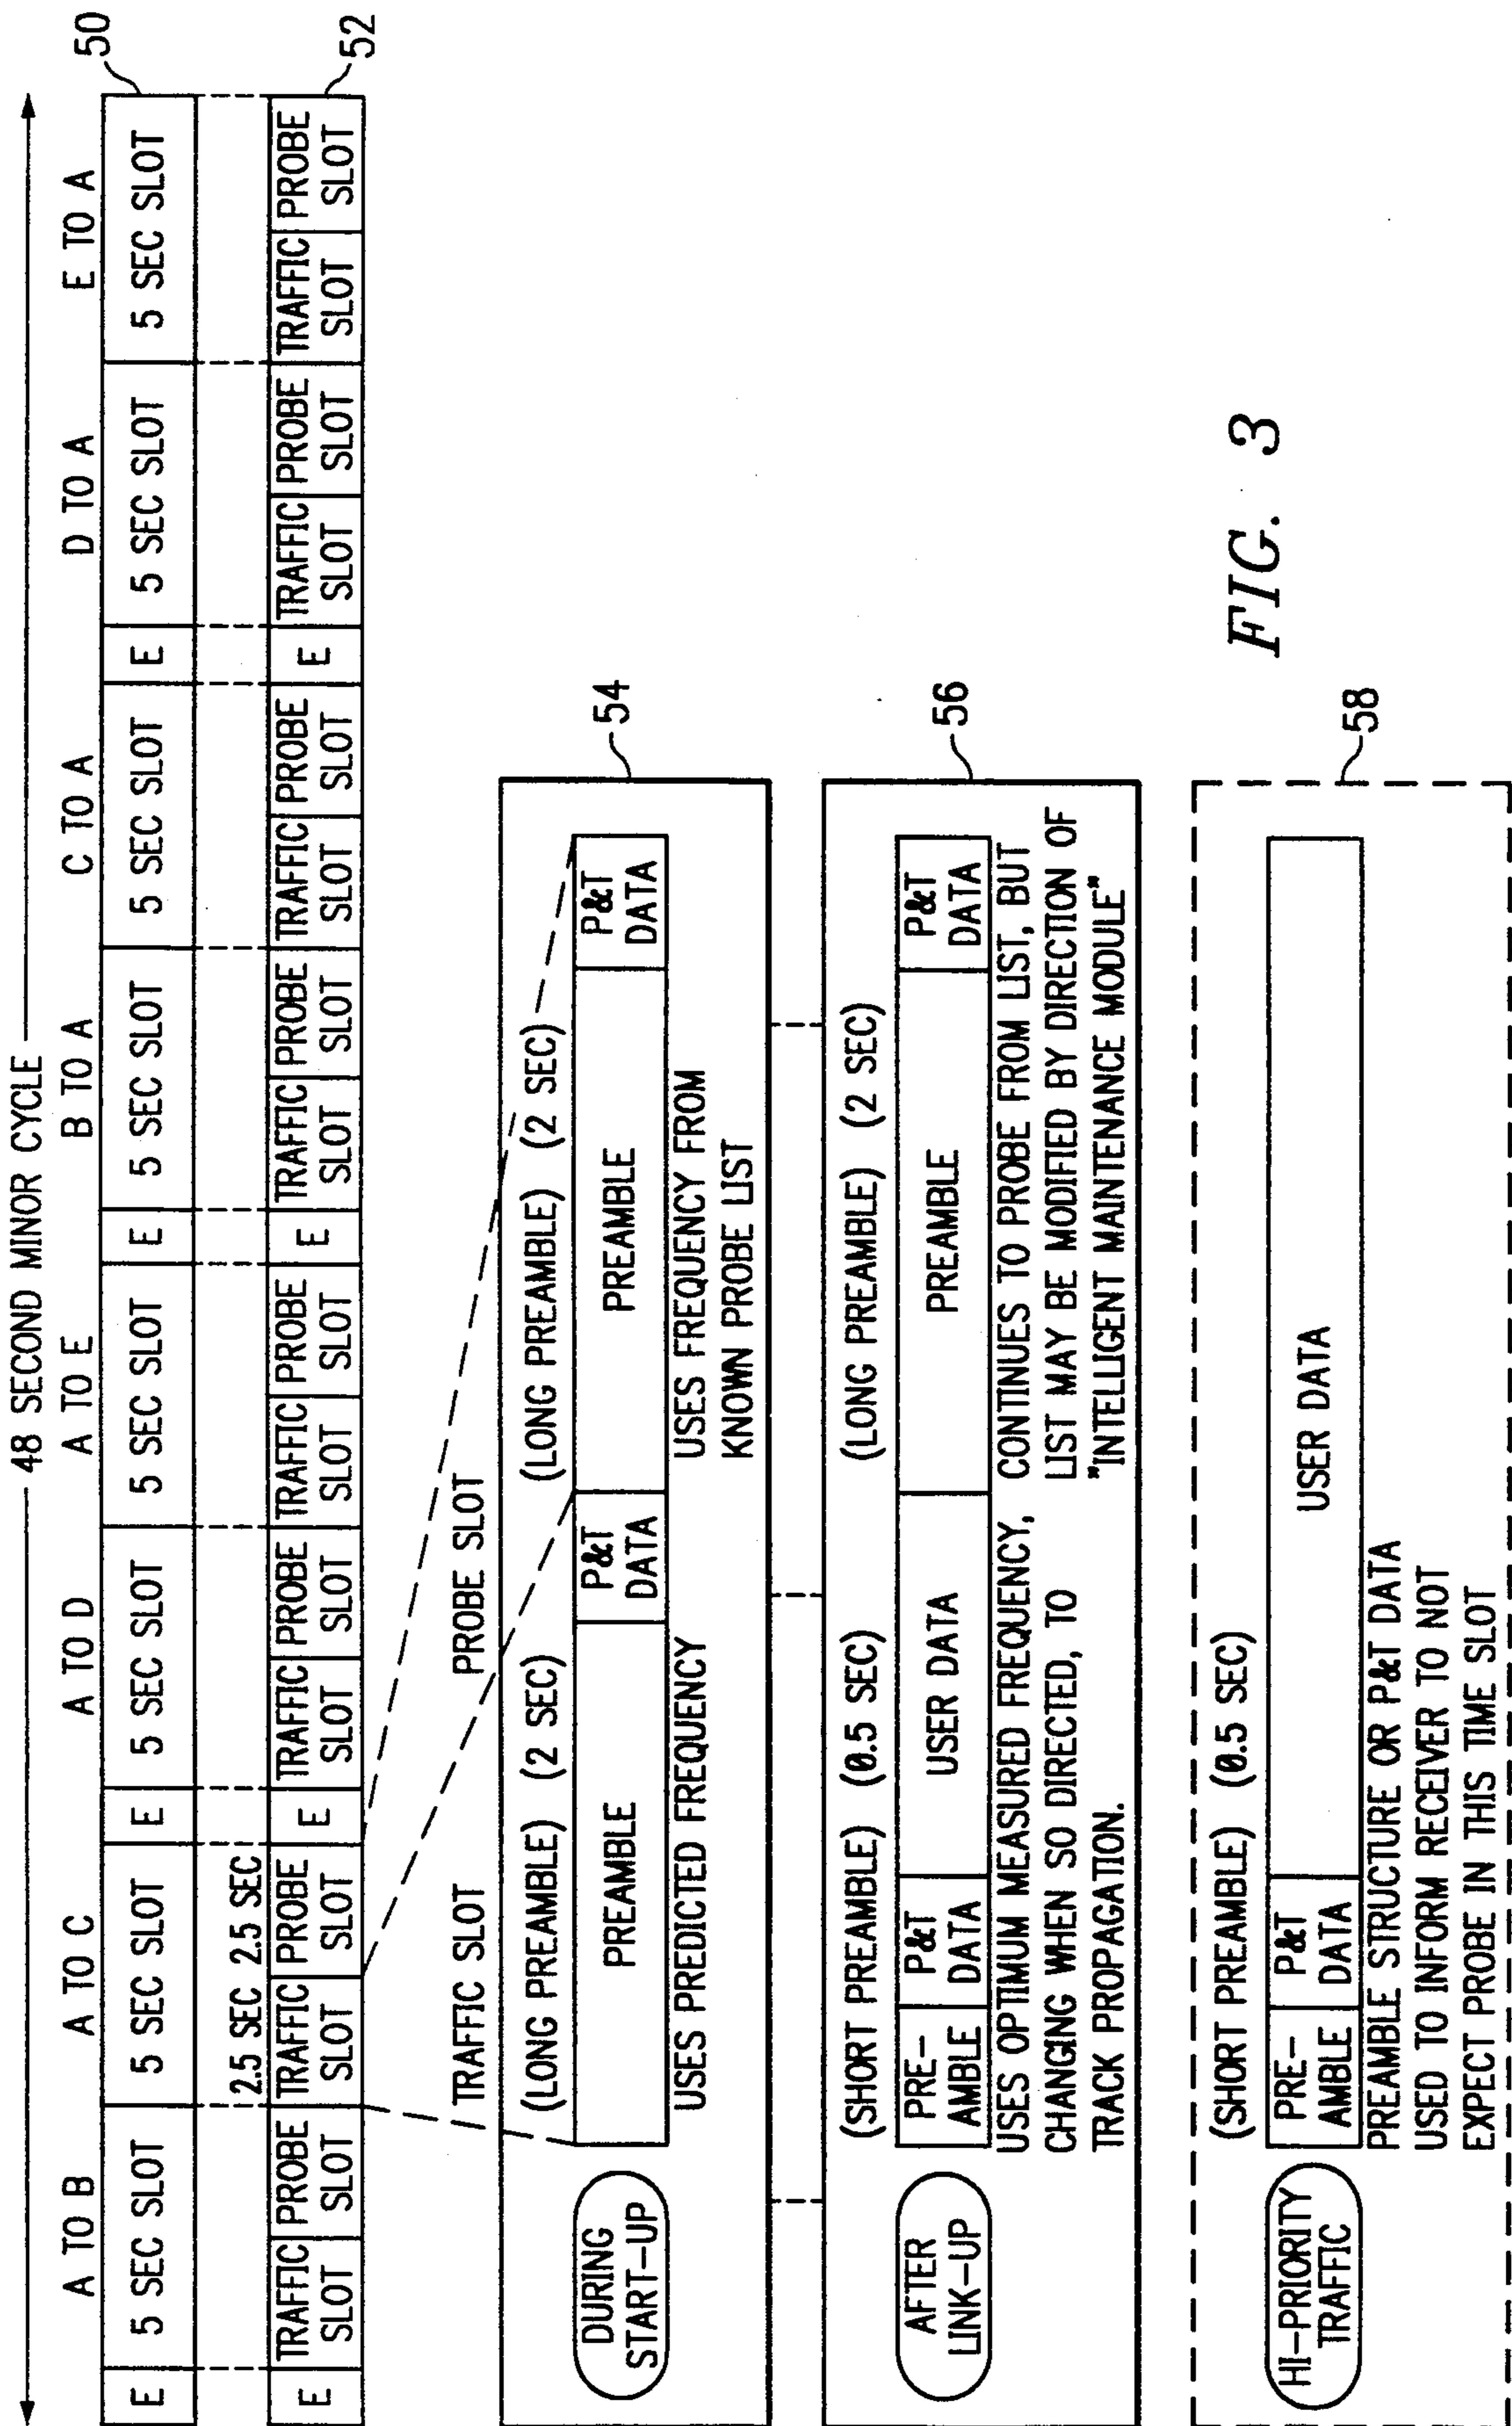 48 SECOND MINOR CYCLE
A TO B
A TO C
A TO D
A TO E
B TO A
C TO A
D TO A
E TO A
E
5 SEC SLOT
5 SEC SLOT
E
5 SEC SLOT
5 SEC SLOT
E
5 SEC SLOT
5 SEC SLOT
E
5 SEC SLOT
5 SEC SLOT
50
2.5 SEC
2.5 SEC
E
TRAFFIC SLOT
PROBE SLOT
TRAFFIC SLOT
PROBE SLOT
E
TRAFFIC SLOT
PROBE SLOT
TRAFFIC SLOT
PROBE SLOT
E
TRAFFIC SLOT
PROBE SLOT
TRAFFIC SLOT
PROBE SLOT
E
TRAFFIC SLOT
PROBE SLOT
TRAFFIC SLOT
PROBE SLOT
52
TRAFFIC SLOT
PROBE SLOT
54
DURING
START-UP
(LONG PREAMBLE) (2 SEC)
PREAMBLE
P&T
DATA
USES PREDICTED FREQUENCY
(LONG PREAMBLE) (2 SEC)
PREAMBLE
P&T
DATA
USES FREQUENCY FROM
KNOWN PROBE LIST
56
AFTER
LINK-UP
(SHORT PREAMBLE) (0.5 SEC)
PRE-
AMBLE
P&T
DATA
USER DATA
USES OPTIMUM MEASURED FREQUENCY,
CHANGING WHEN SO DIRECTED, TO
TRACK PROPAGATION.
(LONG PREAMBLE) (2 SEC)
PREAMBLE
P&T
DATA
CONTINUES TO PROBE FROM LIST, BUT
LIST MAY BE MODIFIED BY DIRECTION OF
"INTELLIGENT MAINTENANCE MODULE"
58
HI-PRIORITY
TRAFFIC
(SHORT PREAMBLE) (0.5 SEC)
PRE-
AMBLE
P&T
DATA
USER DATA
PREAMBLE STRUCTURE OR P&T DATA
USED TO INFORM RECEIVER TO NOT
EXPECT PROBE IN THIS TIME SLOT
FIG. 3